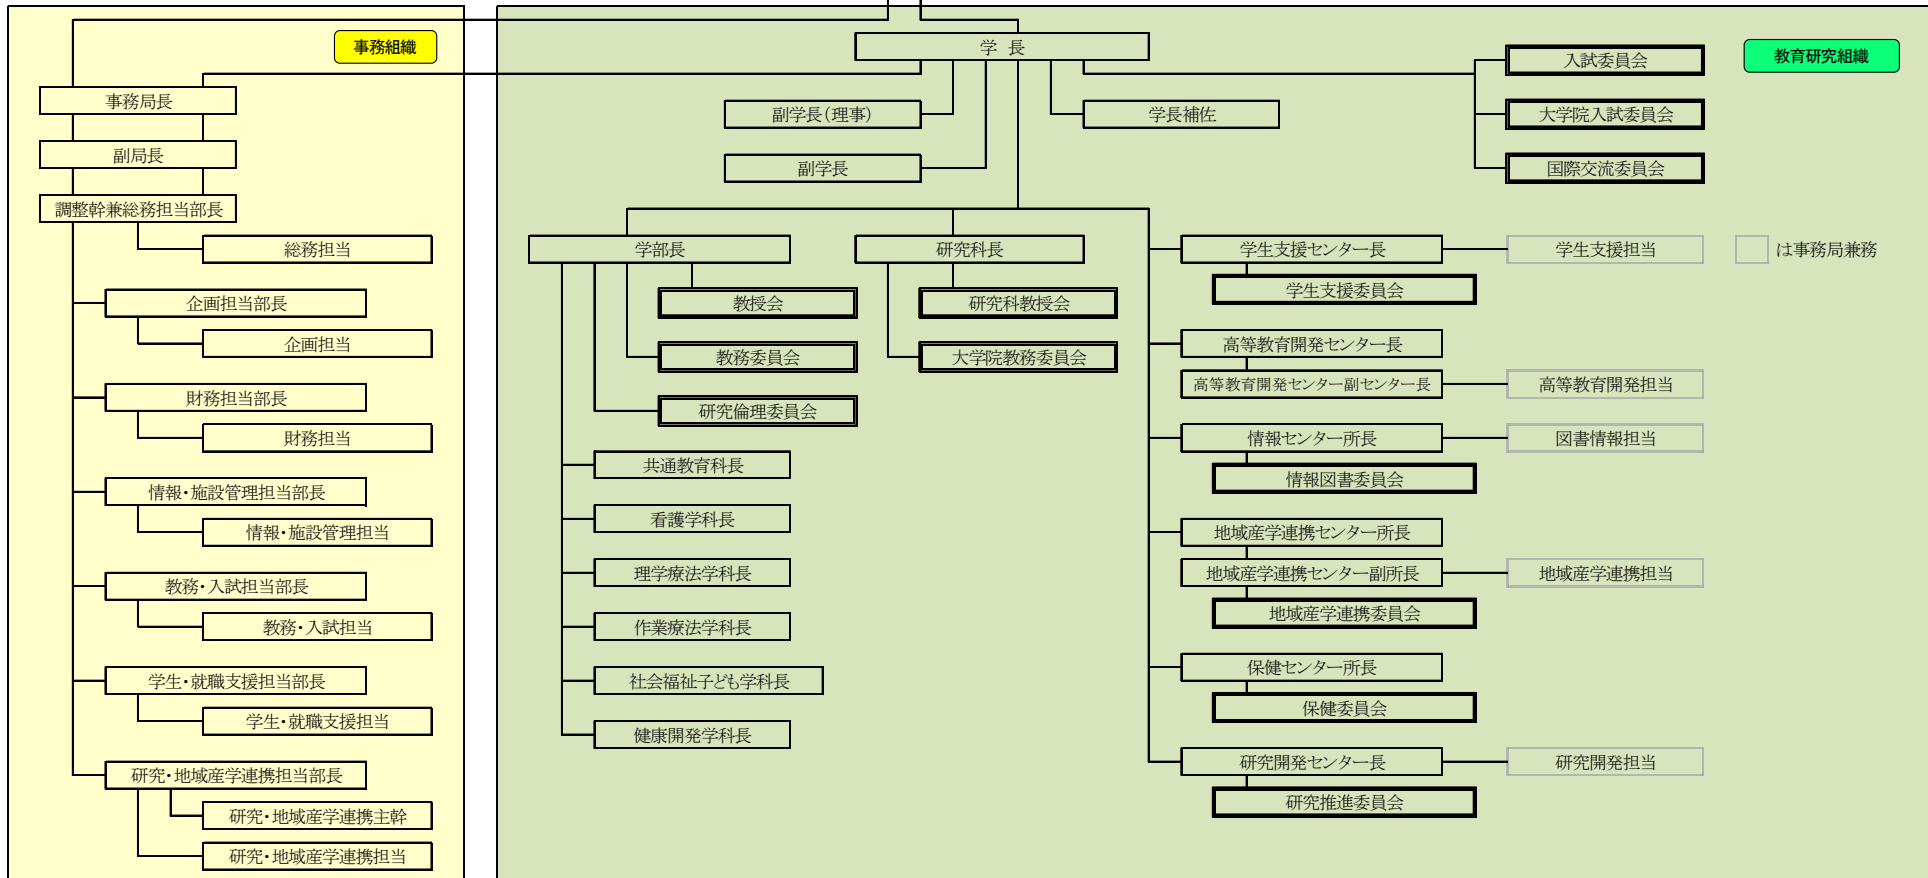 事務組織
事務局長
副局長
調整幹兼総務担当部長
総務担当
企画担当部長
企画担当
財務担当部長
財務担当
情報・施設管理担当部長
情報・施設管理担当
教務・入試担当部長
教務・入試担当
学生・就職支援担当部長
学生・就職支援担当
研究・地域産学連携担当部長
研究・地域産学連携主幹
研究・地域産学連携担当
教育研究組織
学 長
副学長(理事)
副学長
学長補佐
入試委員会
大学院入試委員会
国際交流委員会
学部長
教授会
教務委員会
研究倫理委員会
共通教育科長
看護学科長
理学療法学科長
作業療法学科長
社会福祉子ども学科長
健康開発学科長
研究科長
研究科教授会
大学院教務委員会
学生支援センター長
学生支援担当
学生支援委員会
高等教育開発センター長
高等教育開発センター副センター長
高等教育開発担当
情報センター所長
図書情報担当
情報図書委員会
地域産学連携センター所長
地域産学連携センター副所長
地域産学連携担当
地域産学連携委員会
保健センター所長
保健委員会
研究開発センター長
研究開発担当
研究推進委員会
は事務局兼務